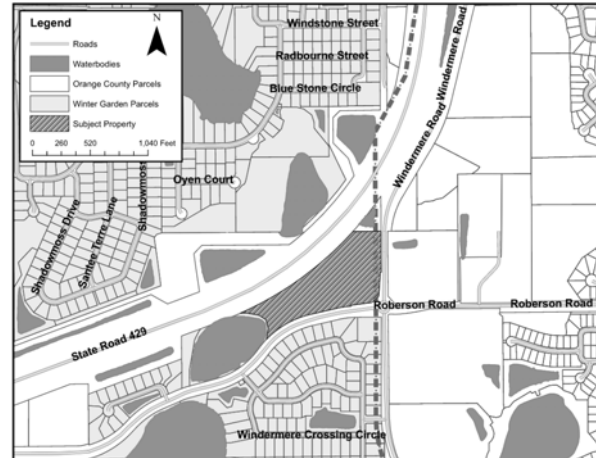 Legend
N
Roads
Waterbodies
Orange County Parcels
Winter Garden Parcels
Subject Property
0 260 520 1,040 Feet
Windstone Street
Radbourne Street
Blue Stone Circle
Windermere Road
Windermere Road
Oyen Court
Shadowmoss Drive
Santee Terre Lane
Shadowmoss
Roberson Road
Roberson Road
State Road 429
Windermere Crossing Circle